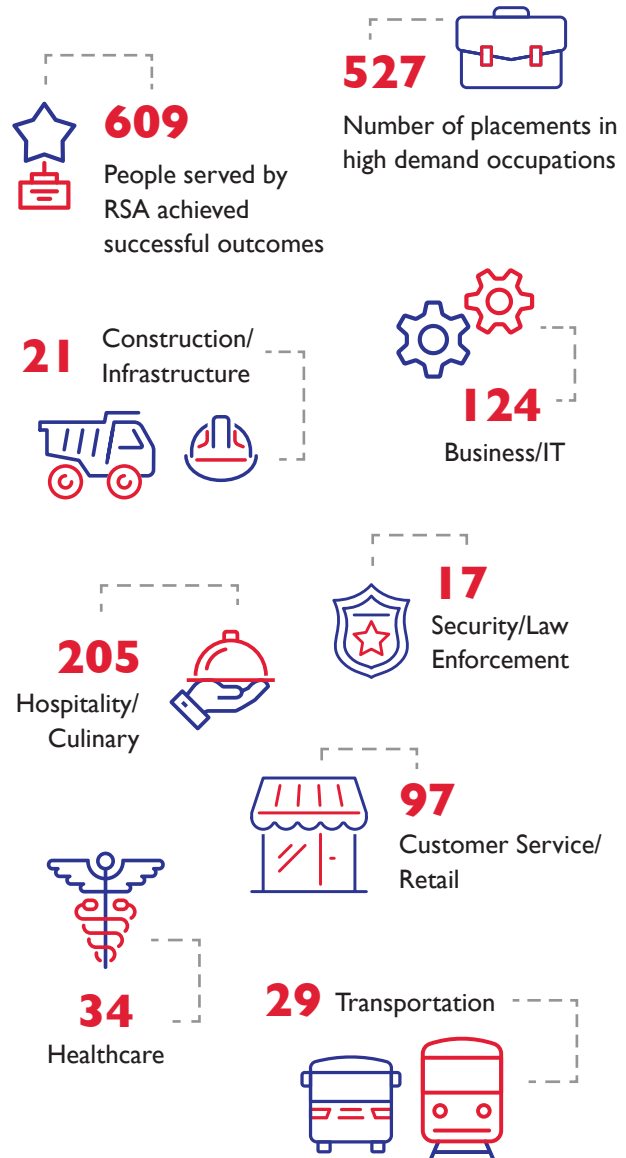 609
People served by
RSA achieved
successful outcomes
527
Number of placements in
high demand occupations
21
Construction/
Infrastructure
124
Business/IT
17
Security/Law
Enforcement
205
Hospitality/
Culinary
97
Customer Service/
Retail
34
Healthcare
29 Transportation